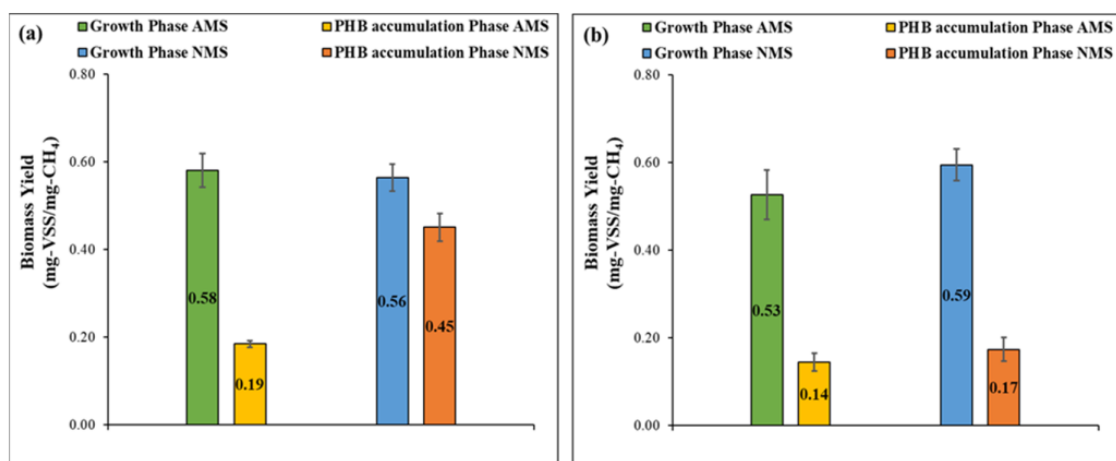 (a)
Growth Phase AMS
PHB accumulation Phase AMS
Growth Phase NMS
PHB accumulation Phase NMS
Biomass Yield
(mg-VSS/mg-CH₄)
0.80
0.60
0.40
0.20
0.00
0.58
0.19
0.56
0.45
(b)
Growth Phase AMS
PHB accumulation Phase AMS
Growth Phase NMS
PHB accumulation Phase NMS
Biomass Yield
(mg-VSS/mg-CH₄)
0.80
0.60
0.40
0.20
0.00
0.53
0.14
0.59
0.17